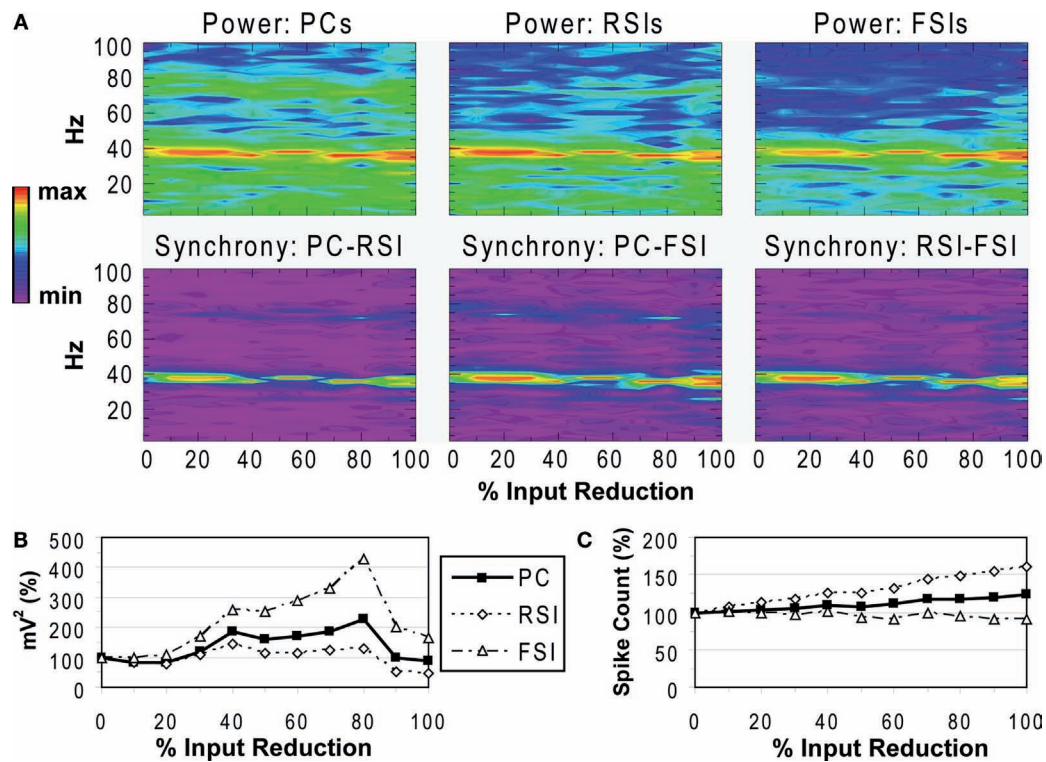 A
Power: PCs
Power: RSIs
Power: FSIs
100
80
60
40
20
Hz
max
min
Synchrony: PC-RSI
Synchrony: PC-FSI
Synchrony: RSI-FSI
100
80
60
40
20
Hz
0 20 40 60 80 100
0 20 40 60 80 100
0 20 40 60 80 100
% Input Reduction
B
500
400
300
200
100
0
mV² (%)
0 20 40 60 80 100
% Input Reduction
PC
RSI
FSI
C
200
150
100
50
0
Spike Count (%)
0 20 40 60 80 100
% Input Reduction